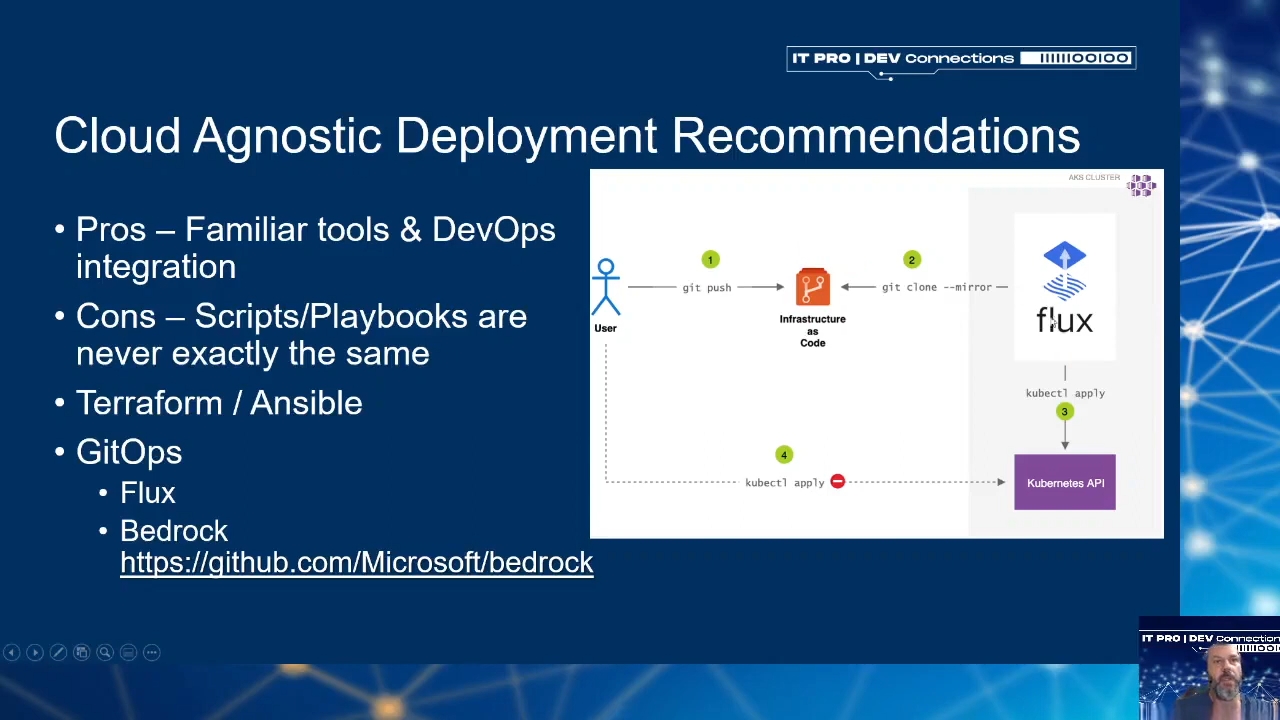 IT PRO | DEV Connections
Cloud Agnostic Deployment Recommendations
• Pros – Familiar tools & DevOps
integration
• Cons – Scripts/Playbooks are
never exactly the same
• Terraform / Ansible
• GitOps
• Flux
• Bedrock
https://github.com/Microsoft/bedrock
AKS CLUSTER
1
git push
2
git clone --mirror
User
Infrastructure
as
Code
flux
kubectl apply
3
4
kubectl apply
Kubernetes API
IT PRO | DEV Connection